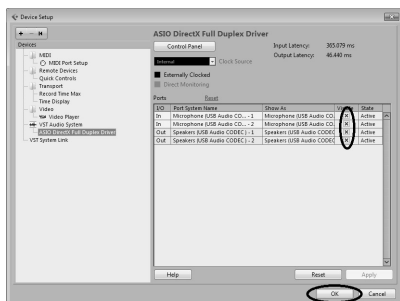 Device Setup
+ - |◄
Devices
MIDI
MIDI Port Setup
Remote Devices
Quick Controls
Transport
Record Time Max
Time Display
Video
Video Player
VST Audio System
ASIO DirectX Full Duplex Driver
VST System Link
ASIO DirectX Full Duplex Driver
Control Panel
Input Latency: 365.079 ms
Output Latency: 46.440 ms
Internal
Clock Source
Externally Clocked
Direct Monitoring
Ports Reset
I/O Port System Name Show As State
In Microphone (USB Audio CO... - 1 Microphone (USB Audio CO. X Active
In Microphone (USB Audio CO... - 2 Microphone (USB Audio CO. X Active
Out Speakers (USB Audio CODEC ) - 1 Speakers (USB Audio CODEC X Active
Out Speakers (USB Audio CODEC ) - 2 Speakers (USB Audio CODEC X Active
Help Reset Apply
OK Cancel